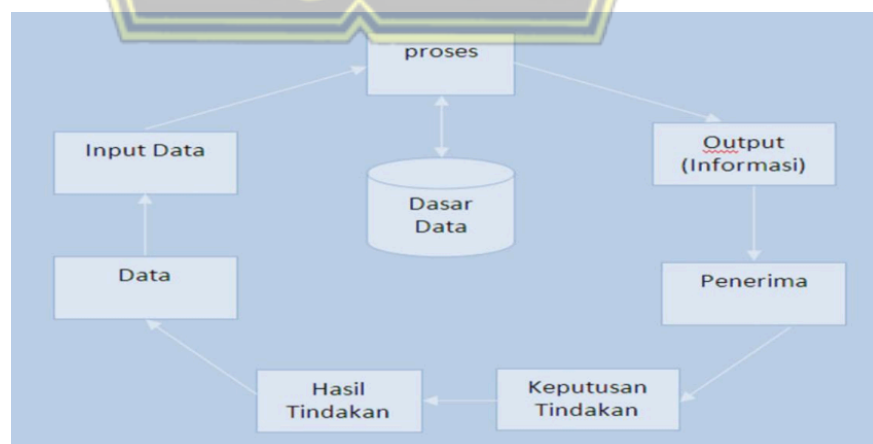 proses
Input Data
Output
(Informasi)
Dasar
Data
Data
Penerima
Hasil
Tindakan
Keputusan
Tindakan